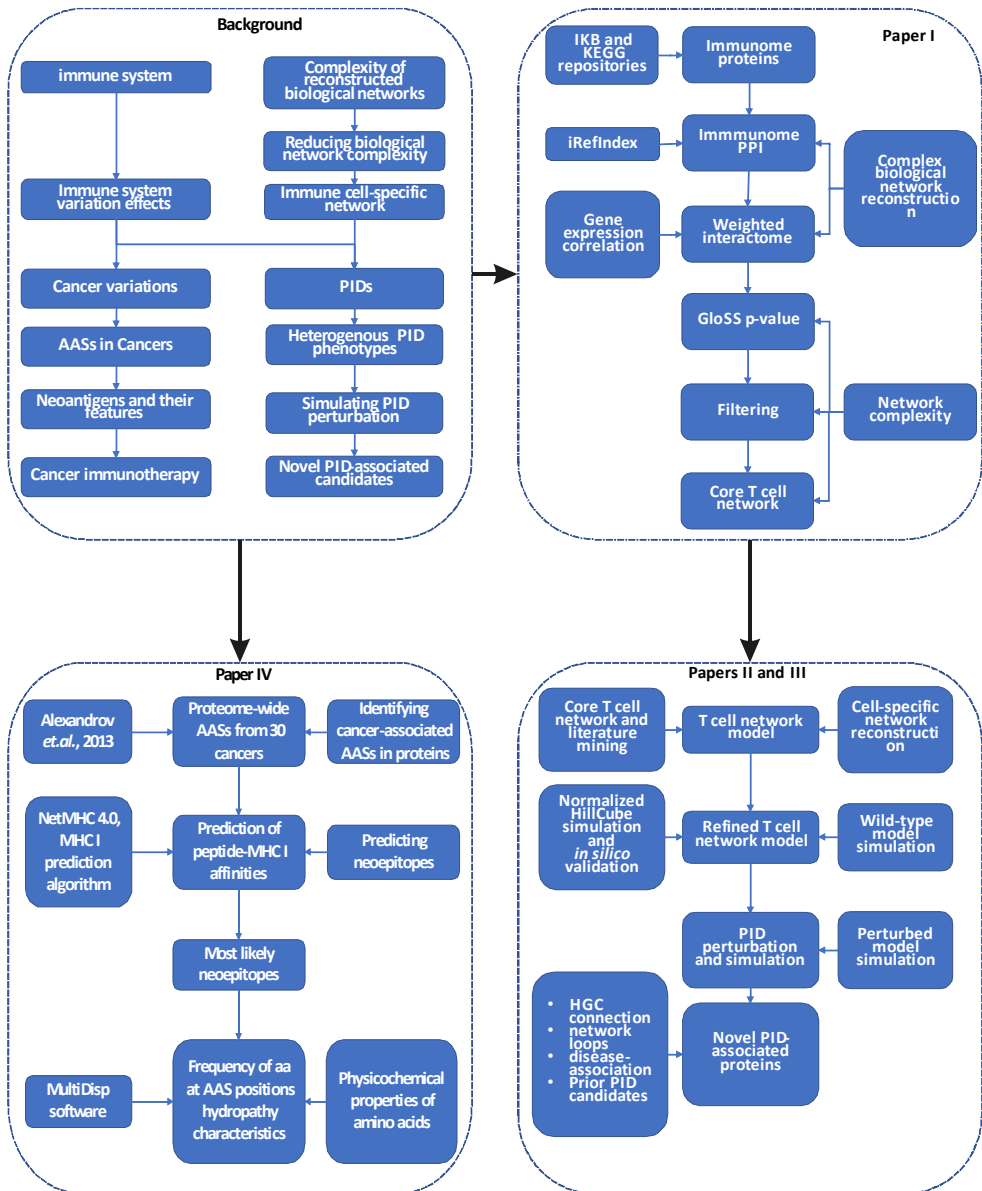 Background
immune system
Immune system
variation effects
Cancer variations
AASs in Cancers
Neoantigens and their
features
Cancer immunotherapy
Complexity of
reconstructed
biological networks
Reducing biological
network complexity
Immune cell-specific
network
PIDs
Heterogenous PID
phenotypes
Simulating PID
perturbation
Novel PID-associated
candidates
Paper I
IKB and
KEGG
repositories
Immunome
proteins
iRefIndex
Immmunome
PPI
Complex
biological
network
reconstructio
n
Gene
expression
correlation
Weighted
interactome
GloSS p-value
Filtering
Network
complexity
Core T cell
network
Paper IV
Alexandrov
et.al., 2013
Proteome-wide
AASs from 30
cancers
Identifying
cancer-associated
AASs in proteins
NetMHC 4.0,
MHC I
prediction
algorithm
Prediction of
peptide-MHC I
affinities
Predicting
neoepitopes
Most likely
neoepitopes
MultiDisp
software
Frequency of aa
at AAS positions
hydropathy
characteristics
Physicochemical
properties of
amino acids
Papers II and III
Core T cell
network and
literature
mining
T cell network
model
Cell-specific
network
reconstructi
on
Normalized
HillCube
simulation
and
in silico
validation
Refined T cell
network model
Wild-type
model
simulation
PID
perturbation
and simulation
Perturbed
model
simulation
• HGC
connection
• network
loops
• disease-
association
• Prior PID
candidates
Novel PID-
associated
proteins